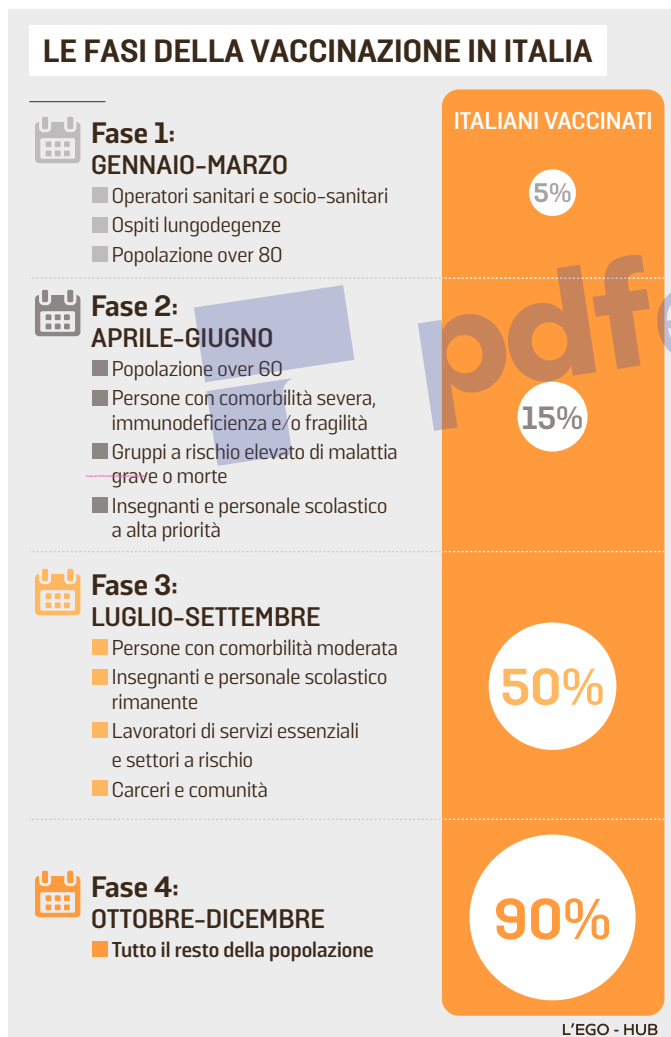 LE FASI DELLA VACCINAZIONE IN ITALIA
ITALIANI VACCINATI
Fase 1:
GENNAIO-MARZO
Operatori sanitari e socio-sanitari
Ospiti lungodegenze
Popolazione over 80
5%
Fase 2:
APRILE-GIUGNO
Popolazione over 60
Persone con comorbilità severa,
immunodeficienza e/o fragilità
Gruppi a rischio elevato di malattia
grave o morte
Insegnanti e personale scolastico
a alta priorità
15%
pdfe
Fase 3:
LUGLIO-SETTEMBRE
Persone con comorbilità moderata
Insegnanti e personale scolastico
rimanente
Lavoratori di servizi essenziali
e settori a rischio
Carceri e comunità
50%
Fase 4:
OTTOBRE-DICEMBRE
Tutto il resto della popolazione
90%
L'EGO - HUB